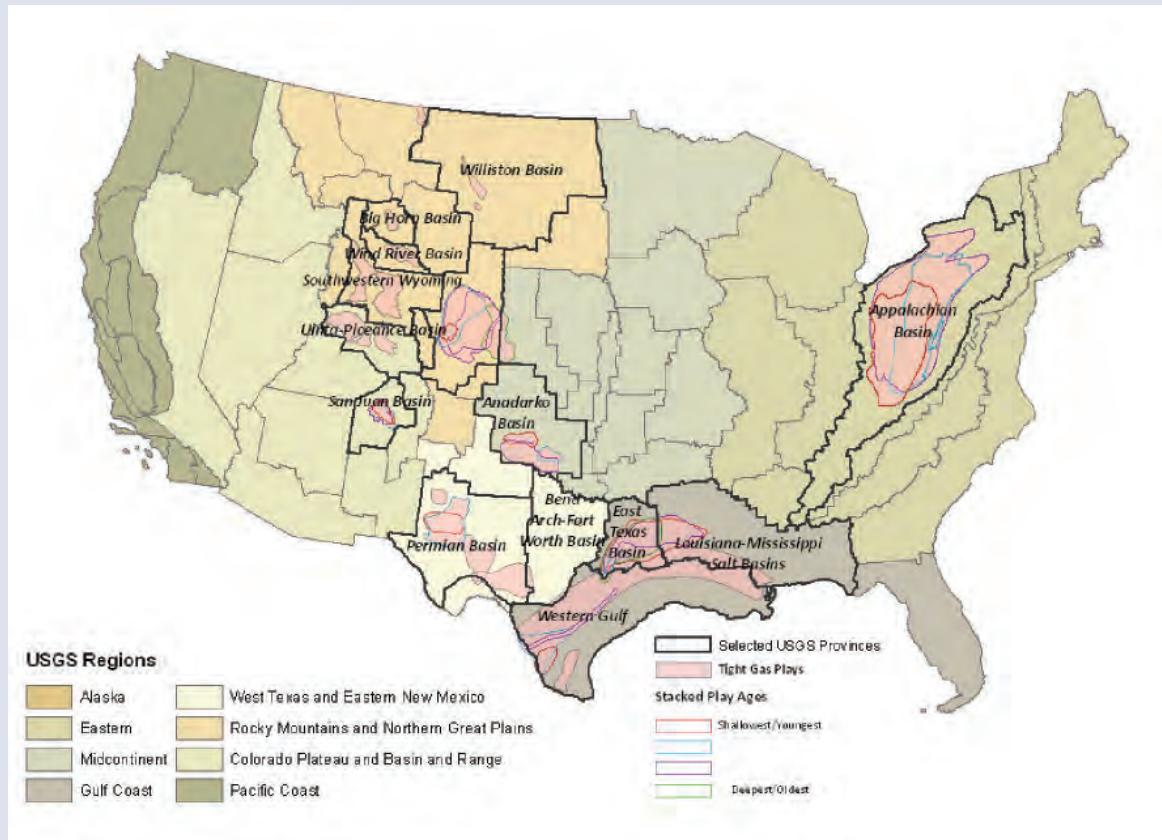 Williston Basin
Big Horn Basin
Wind River Basin
Southwestern Wyoming
Uinta-Piceance Basin
Appalachian
Basin
SanJuan Basin
Anadarko
Basin
Bend
Arch-Fort
Worth Basin
East
Texas
Basin
Permian Basin
Louisiana-Mississippi
Salt Basins
Western Gulf
USGS Regions
Alaska
Eastern
Midcontinent
Gulf Coast
West Texas and Eastern New Mexico
Rocky Mountains and Northern Great Plains
Colorado Plateau and Basin and Range
Pacific Coast
Selected USGS Provinces
Tight Gas Plays
Stacked Play Ages
Shallowest/Youngest
Deepest/Oldest